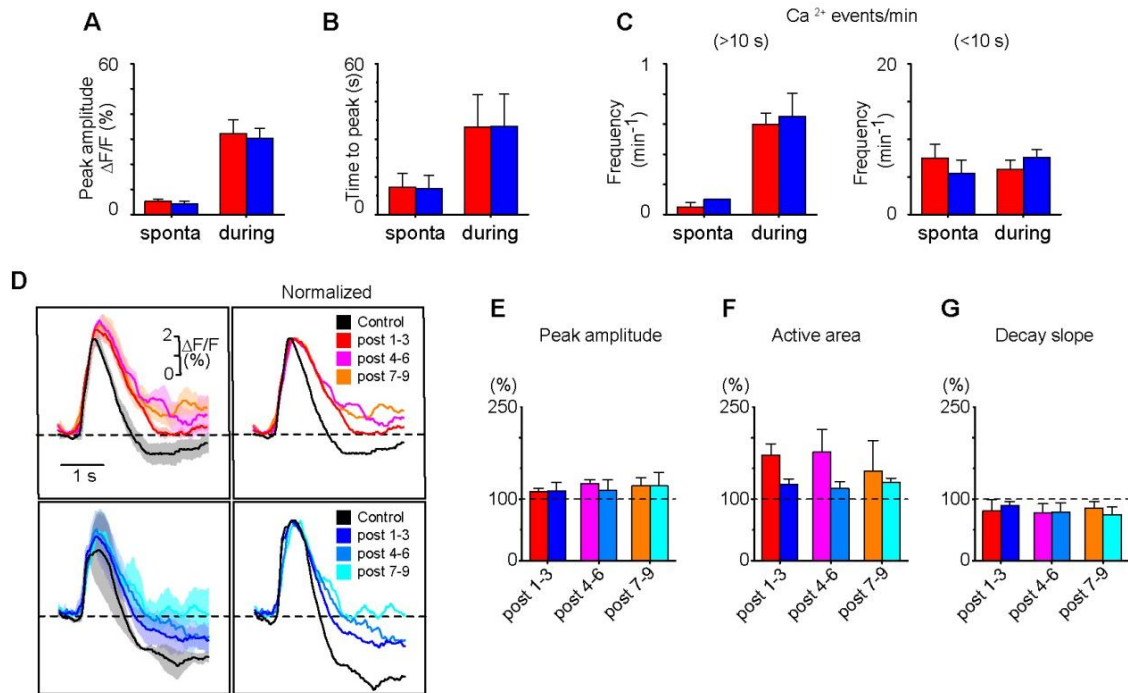 A
Peak amplitude
ΔF/F (%)
60
0
sponta during
B
Time to peak (s)
60
0
sponta during
C
Ca 2+ events/min
(>10 s)
Frequency
(min-1)
1
0
sponta during
(<10 s)
Frequency
(min-1)
20
0
sponta during
D
Normalized
2
0
ΔF/F
(%)
1 s
Control
post 1-3
post 4-6
post 7-9
Control
post 1-3
post 4-6
post 7-9
E
Peak amplitude
(%)
250
100
0
post 1-3
post 4-6
post 7-9
F
Active area
(%)
250
100
0
post 1-3
post 4-6
post 7-9
G
Decay slope
(%)
250
100
0
post 1-3
post 4-6
post 7-9